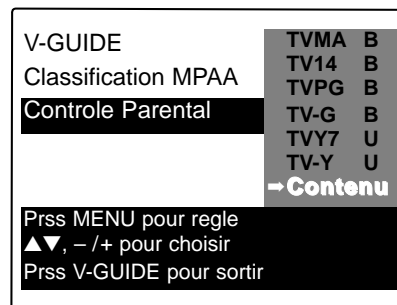 V-GUIDE
Classification MPAA
Controle Parental
TVMA B
TV14 B
TVPG B
TV-G B
TVY7 U
TV-Y U
➡Contenu
Prss MENU pour regle
▲▼, – /+ pour choisir
Prss V-GUIDE pour sortir